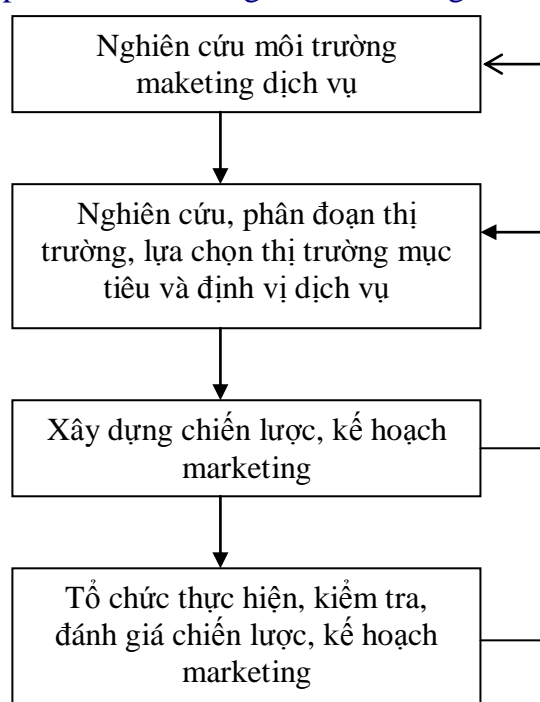 Nghiên cứu môi trường
maketing dịch vụ
Nghiên cứu, phân đoạn thị
trường, lựa chọn thị trường mục
tiêu và định vị dịch vụ
Xây dựng chiến lược, kế hoạch
marketing
Tổ chức thực hiện, kiểm tra,
đánh giá chiến lược, kế hoạch
marketing